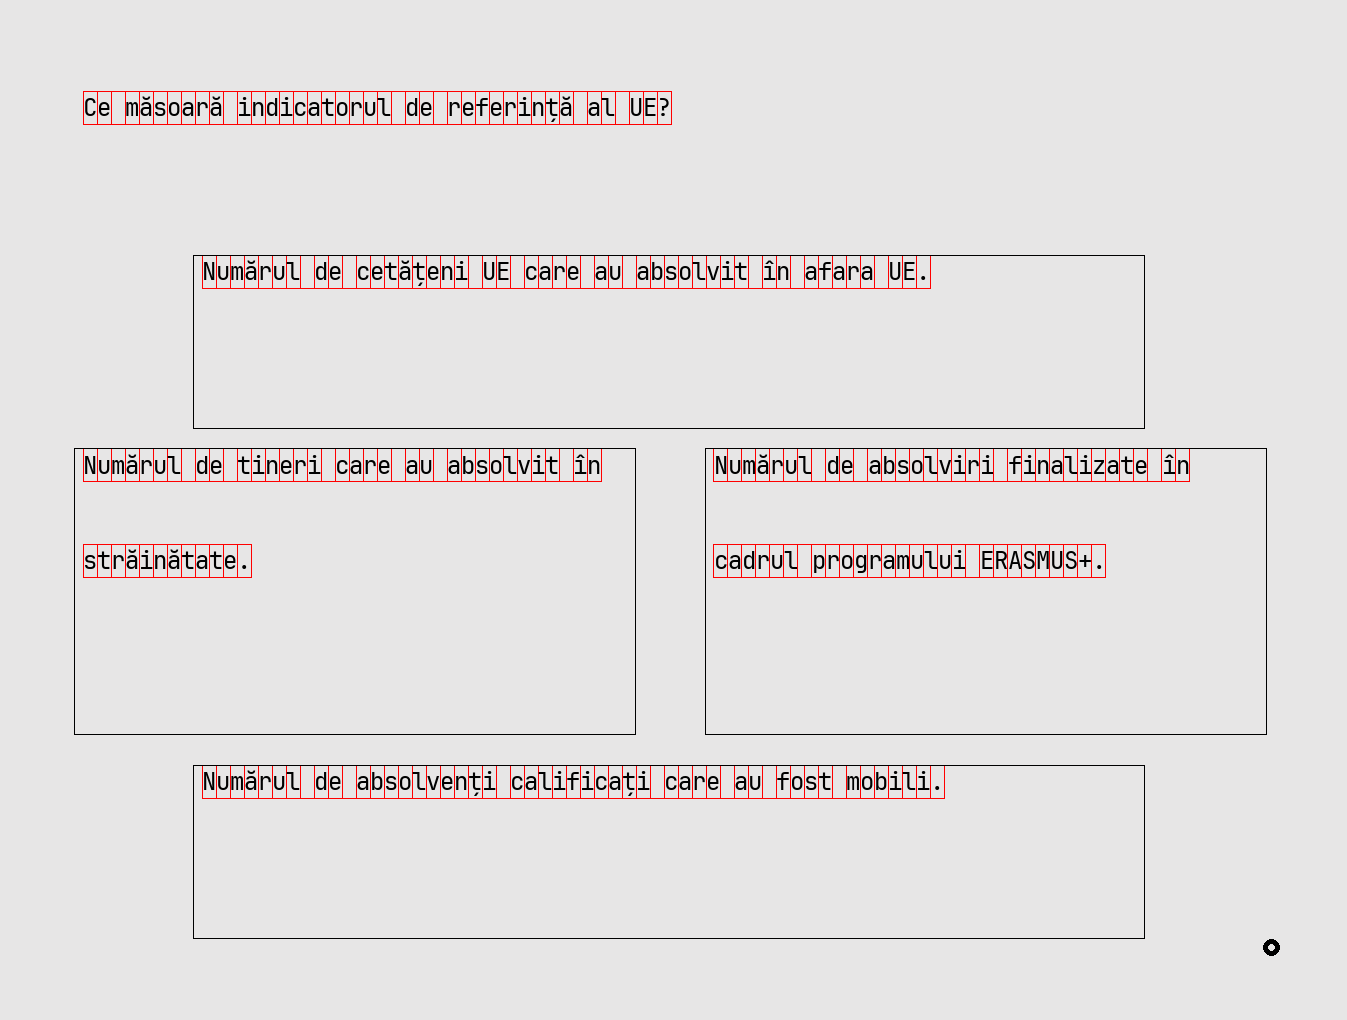 Ce măsoară indicatorul de referință al UE?
Numărul de cetățeni UE care au absolvit în afara UE.
Numărul de tineri care au absolvit în
străinătate.
Numărul de absolviri finalizate în
cadrul programului ERASMUS+.
Numărul de absolvenți calificați care au fost mobili.